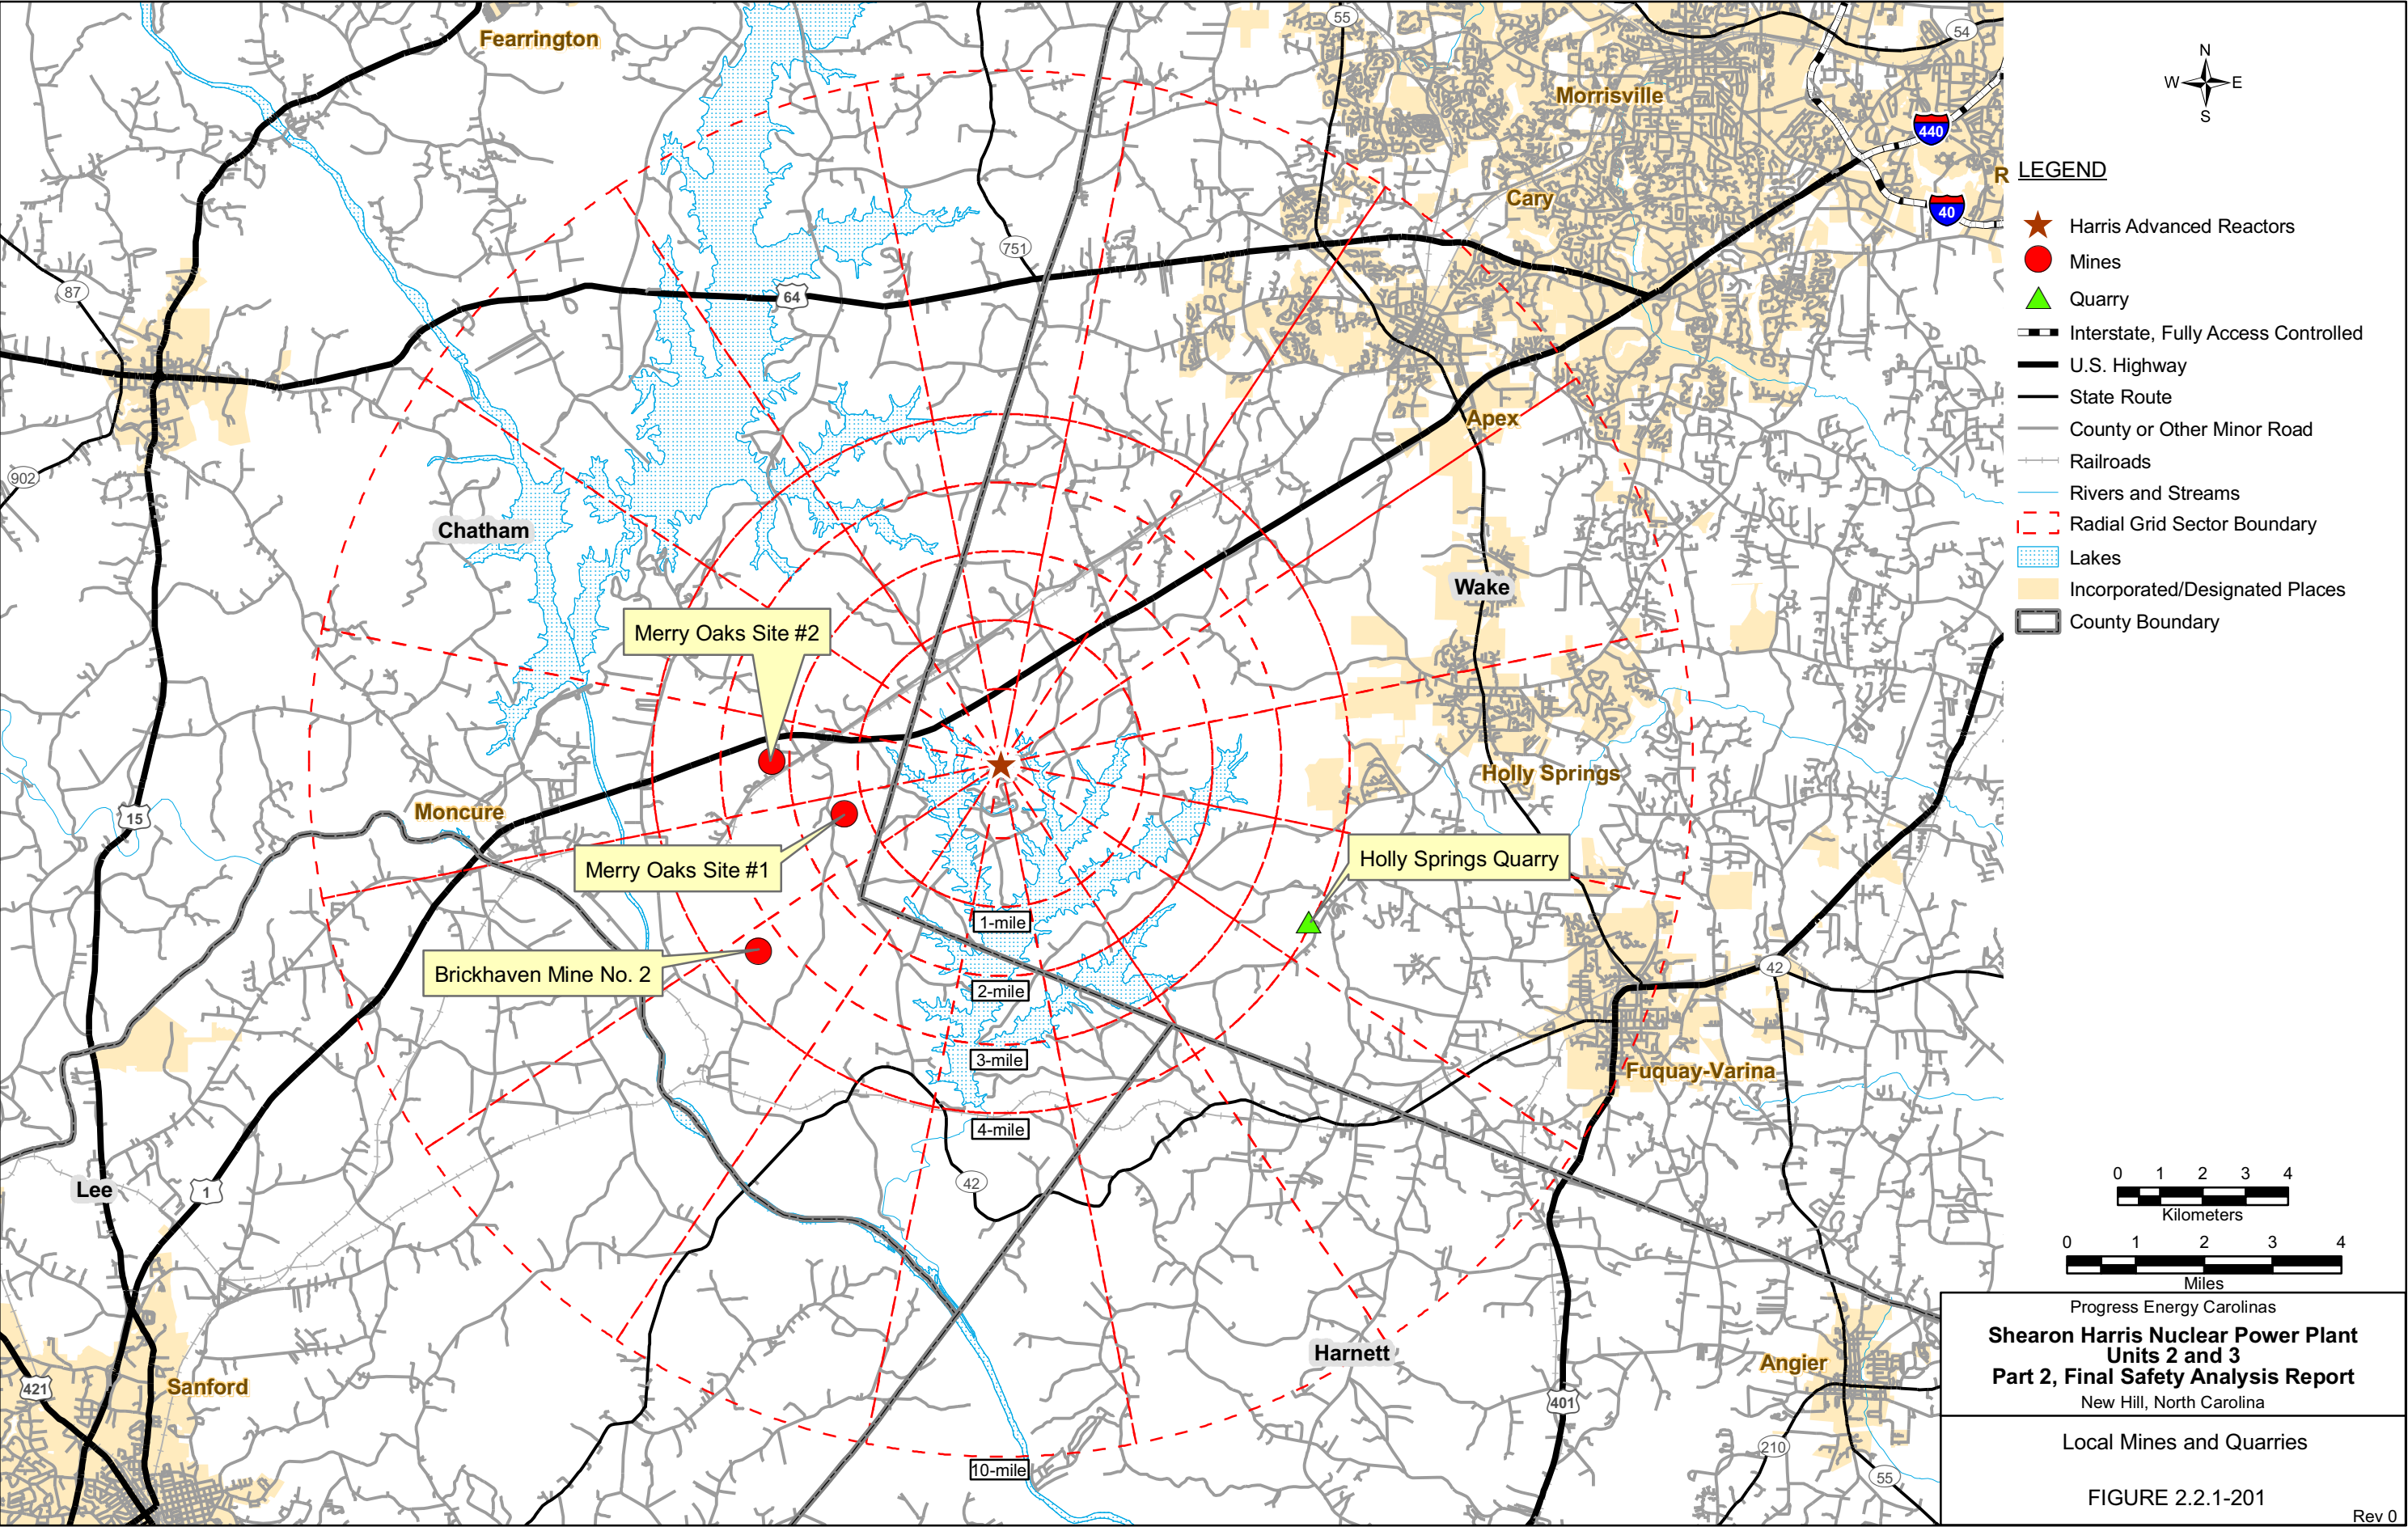 Fearrington
55
54
Morrisville
440
R
Cary
40
751
87
64
Apex
902
Chatham
Wake
Merry Oaks Site #2
Holly Springs
Moncure
15
Merry Oaks Site #1
Holly Springs Quarry
1-mile
Brickhaven Mine No. 2
42
2-mile
3-mile
Fuquay-Varina
4-mile
42
Lee
1
Harnett
Angier
Sanford
421
401
210
10-mile
55
N
W E
S
LEGEND
Harris Advanced Reactors
Mines
Quarry
Interstate, Fully Access Controlled
U.S. Highway
State Route
County or Other Minor Road
Railroads
Rivers and Streams
Radial Grid Sector Boundary
Lakes
Incorporated/Designated Places
County Boundary
0 1 2 3 4
Kilometers
0 1 2 3 4
Miles
Progress Energy Carolinas
Shearon Harris Nuclear Power Plant
Units 2 and 3
Part 2, Final Safety Analysis Report
New Hill, North Carolina
Local Mines and Quarries
FIGURE 2.2.1-201
Rev 0